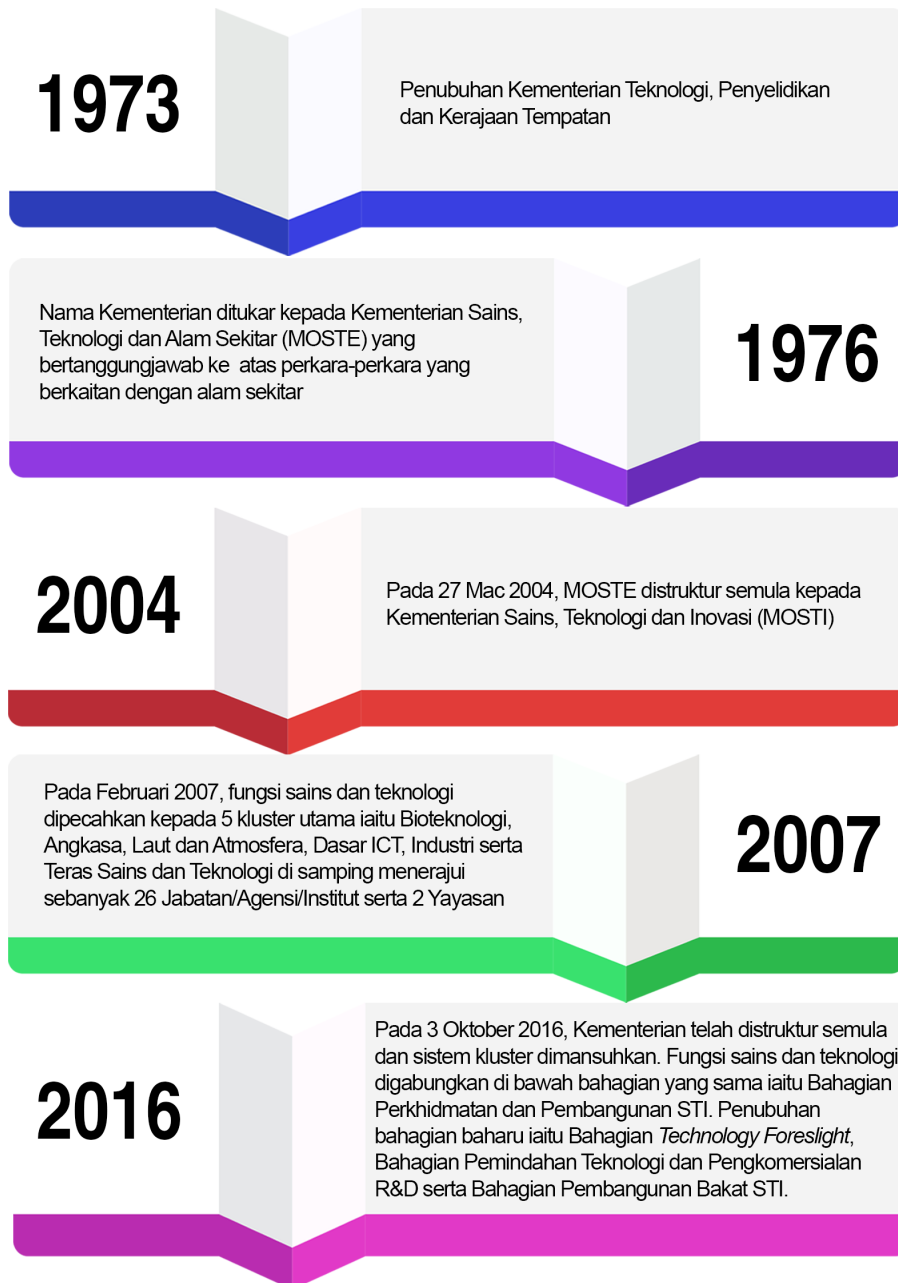 1973
Penubuhan Kementerian Teknologi, Penyelidikan
dan Kerajaan Tempatan
Nama Kementerian ditukar kepada Kementerian Sains,
Teknologi dan Alam Sekitar (MOSTE) yang
bertanggungjawab ke  atas perkara-perkara yang
berkaitan dengan alam sekitar
1976
2004
Pada 27 Mac 2004, MOSTE distruktur semula kepada
Kementerian Sains, Teknologi dan Inovasi (MOSTI)
Pada Februari 2007, fungsi sains dan teknologi
dipecahkan kepada 5 kluster utama iaitu Bioteknologi,
Angkasa, Laut dan Atmosfera, Dasar ICT, Industri serta
Teras Sains dan Teknologi di samping menerajui
sebanyak 26 Jabatan/Agensi/Institut serta 2 Yayasan
2007
2016
Pada 3 Oktober 2016, Kementerian telah distruktur semula
dan sistem kluster dimansuhkan. Fungsi sains dan teknologi
digabungkan di bawah bahagian yang sama iaitu Bahagian
Perkhidmatan dan Pembangunan STI. Penubuhan
bahagian baharu iaitu Bahagian Technology Foreslight,
Bahagian Pemindahan Teknologi dan Pengkomersialan
R&D serta Bahagian Pembangunan Bakat STI.